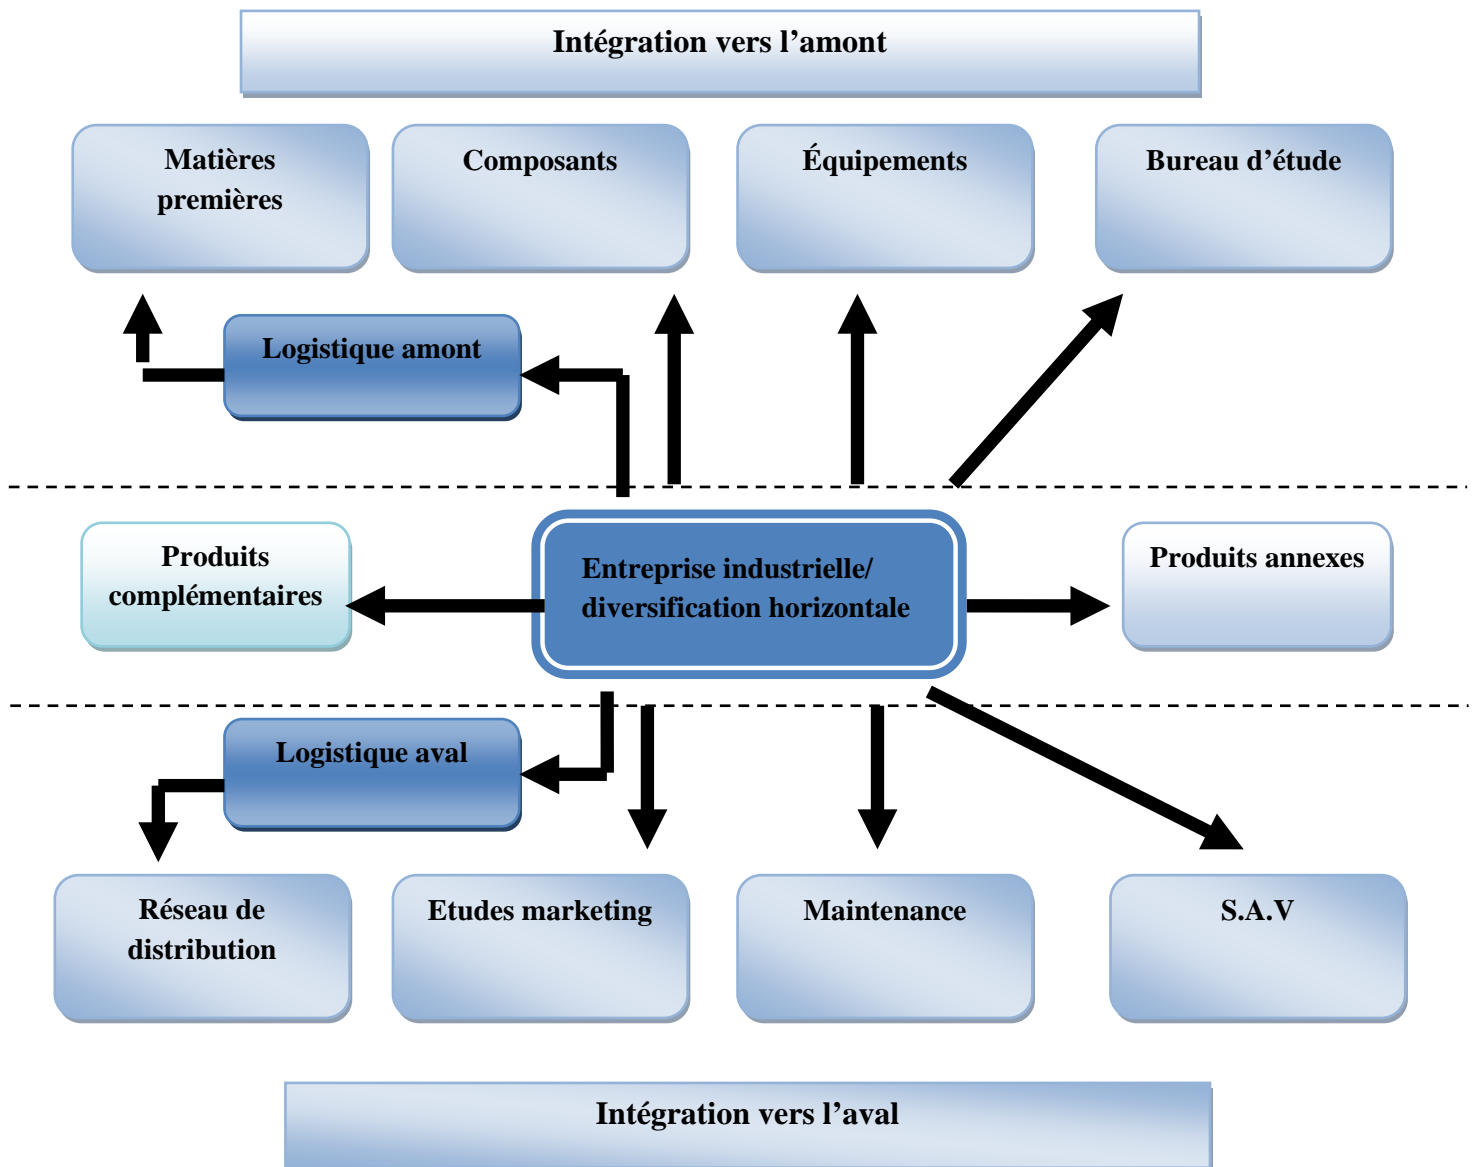 Intégration vers l’amont
Matières
premières
Composants
Équipements
Bureau d’étude
Logistique amont
Produits
complémentaires
Entreprise industrielle/
diversification horizontale
Produits annexes
Logistique aval
Réseau de
distribution
Etudes marketing
Maintenance
S.A.V
Intégration vers l’aval